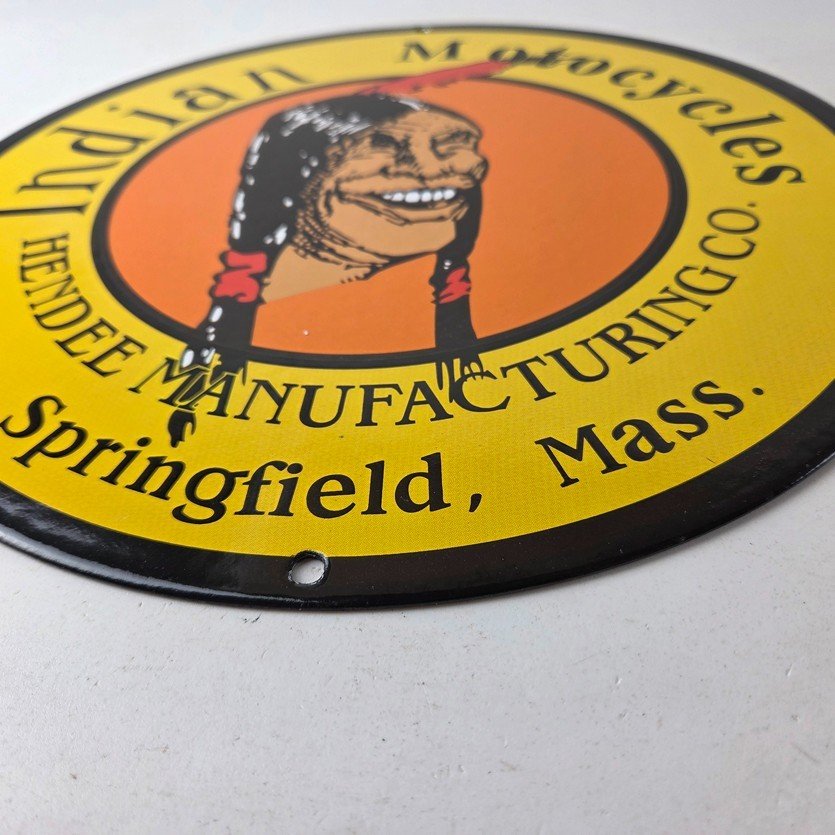 Indian Motocycles
HENDEE MANUFACTURING CO.
Springfield, Mass.